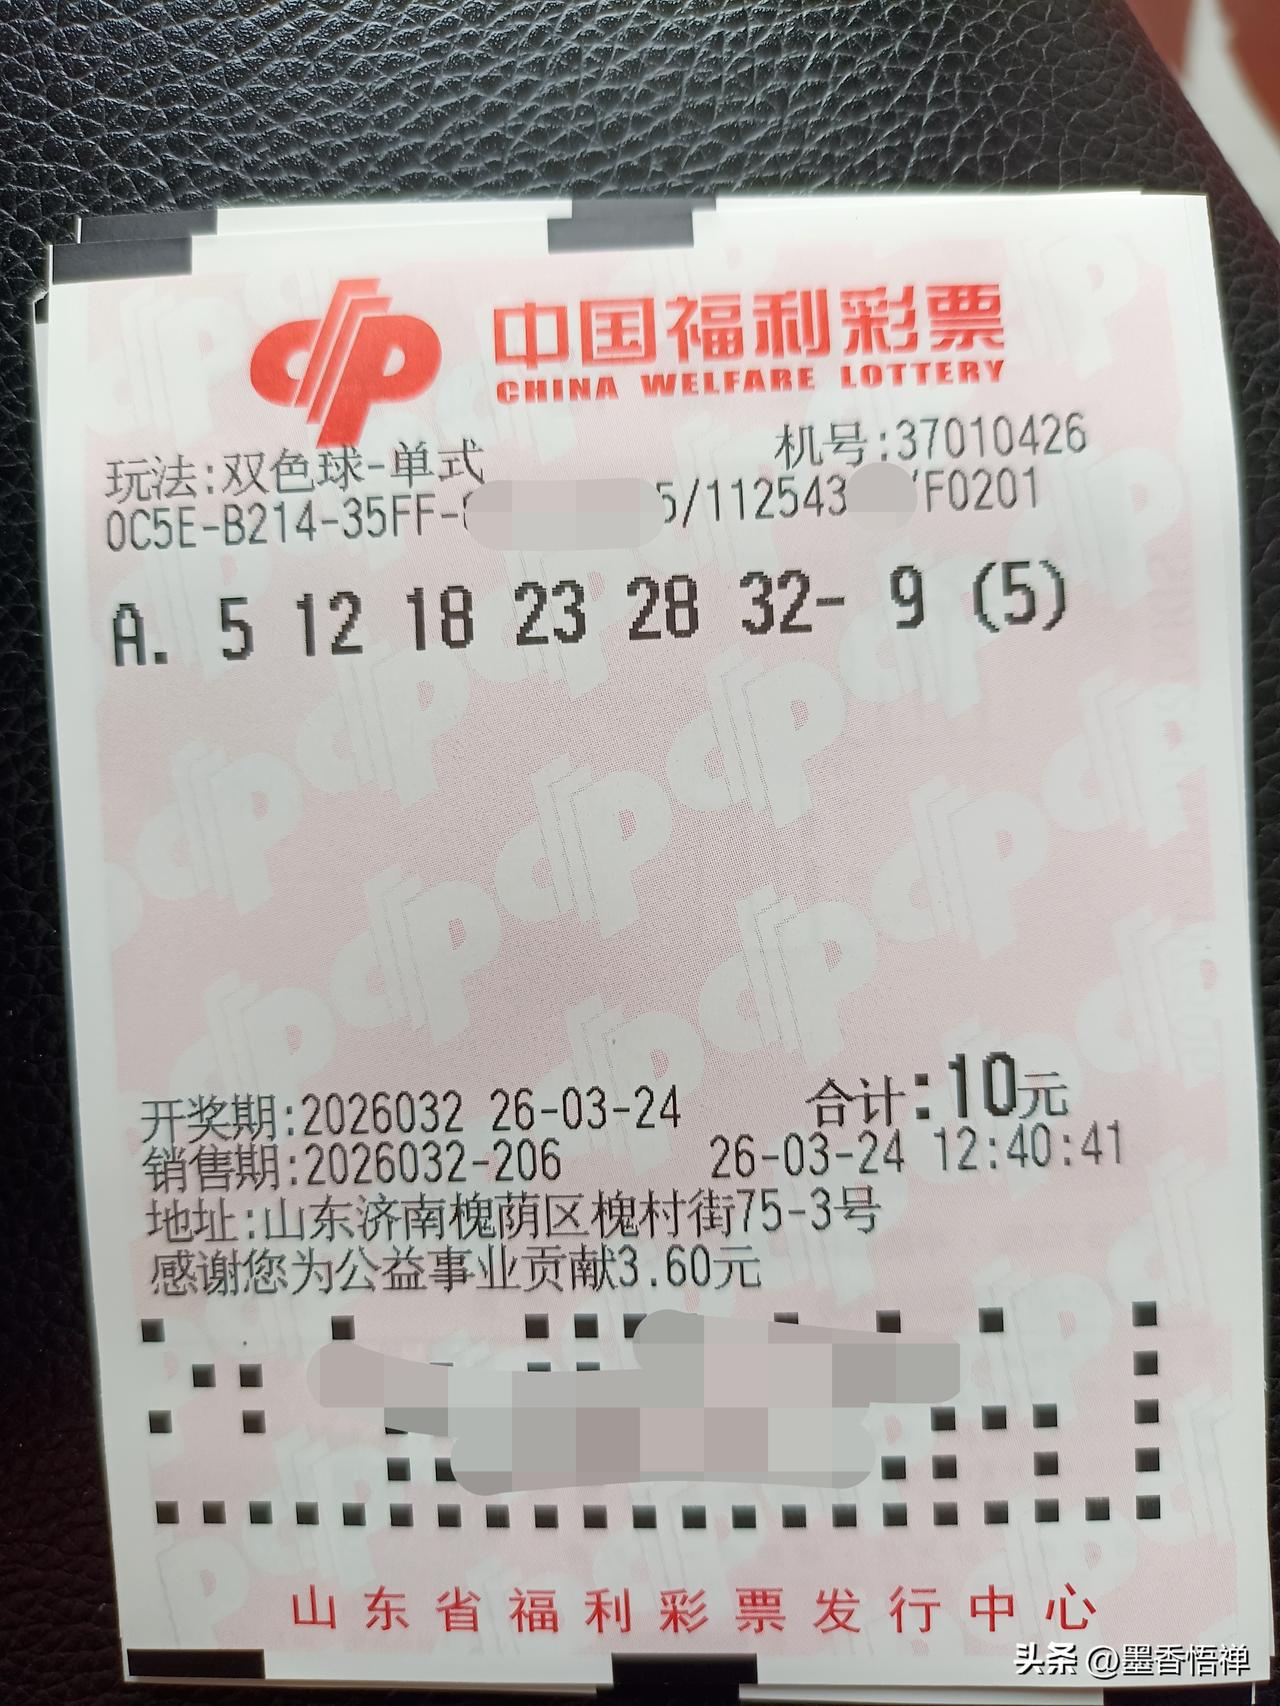 中国福利彩票
CHINA WELFARE LOTTERY
玩法:双色球-单式 机号:37010426
0C5E-B214-35FF- 5/112543 F0201
A. 5 12 18 23 28 32- 9 (5)
开奖期:2026032 26-03-24 合计:10元
销售期:2026032-206 26-03-24 12:40:41
地址:山东济南槐荫区槐村街75-3号
感谢您为公益事业贡献3.60元
山东省福利彩票发行中心
头条 @墨香悟禅